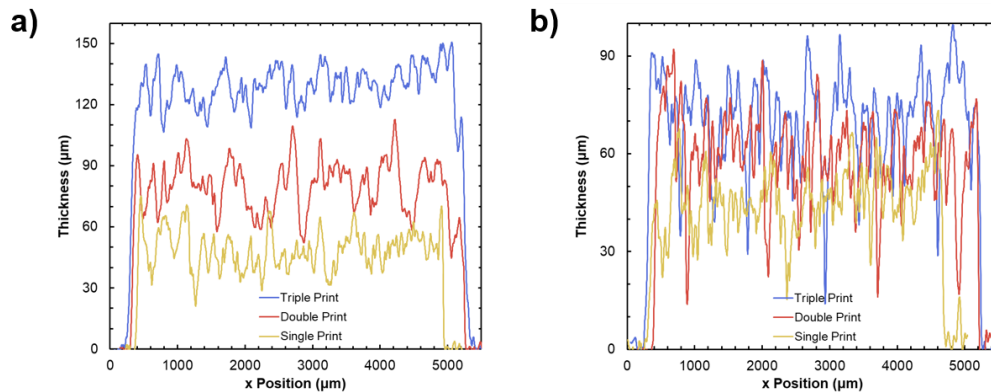 a)
150
120
90
60
30
0
Thickness (µm)
0 1000 2000 3000 4000 5000
x Position (µm)
Triple Print
Double Print
Single Print
b)
90
60
30
0
Thickness (µm)
0 1000 2000 3000 4000 5000
x Position (µm)
Triple Print
Double Print
Single Print